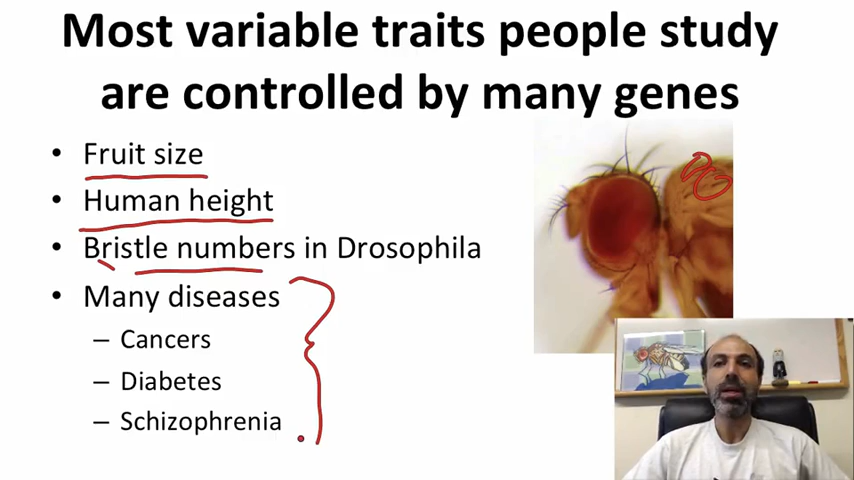 Most variable traits people study
are controlled by many genes
• Fruit size
• Human height
• Bristle numbers in Drosophila
• Many diseases
– Cancers
– Diabetes
– Schizophrenia